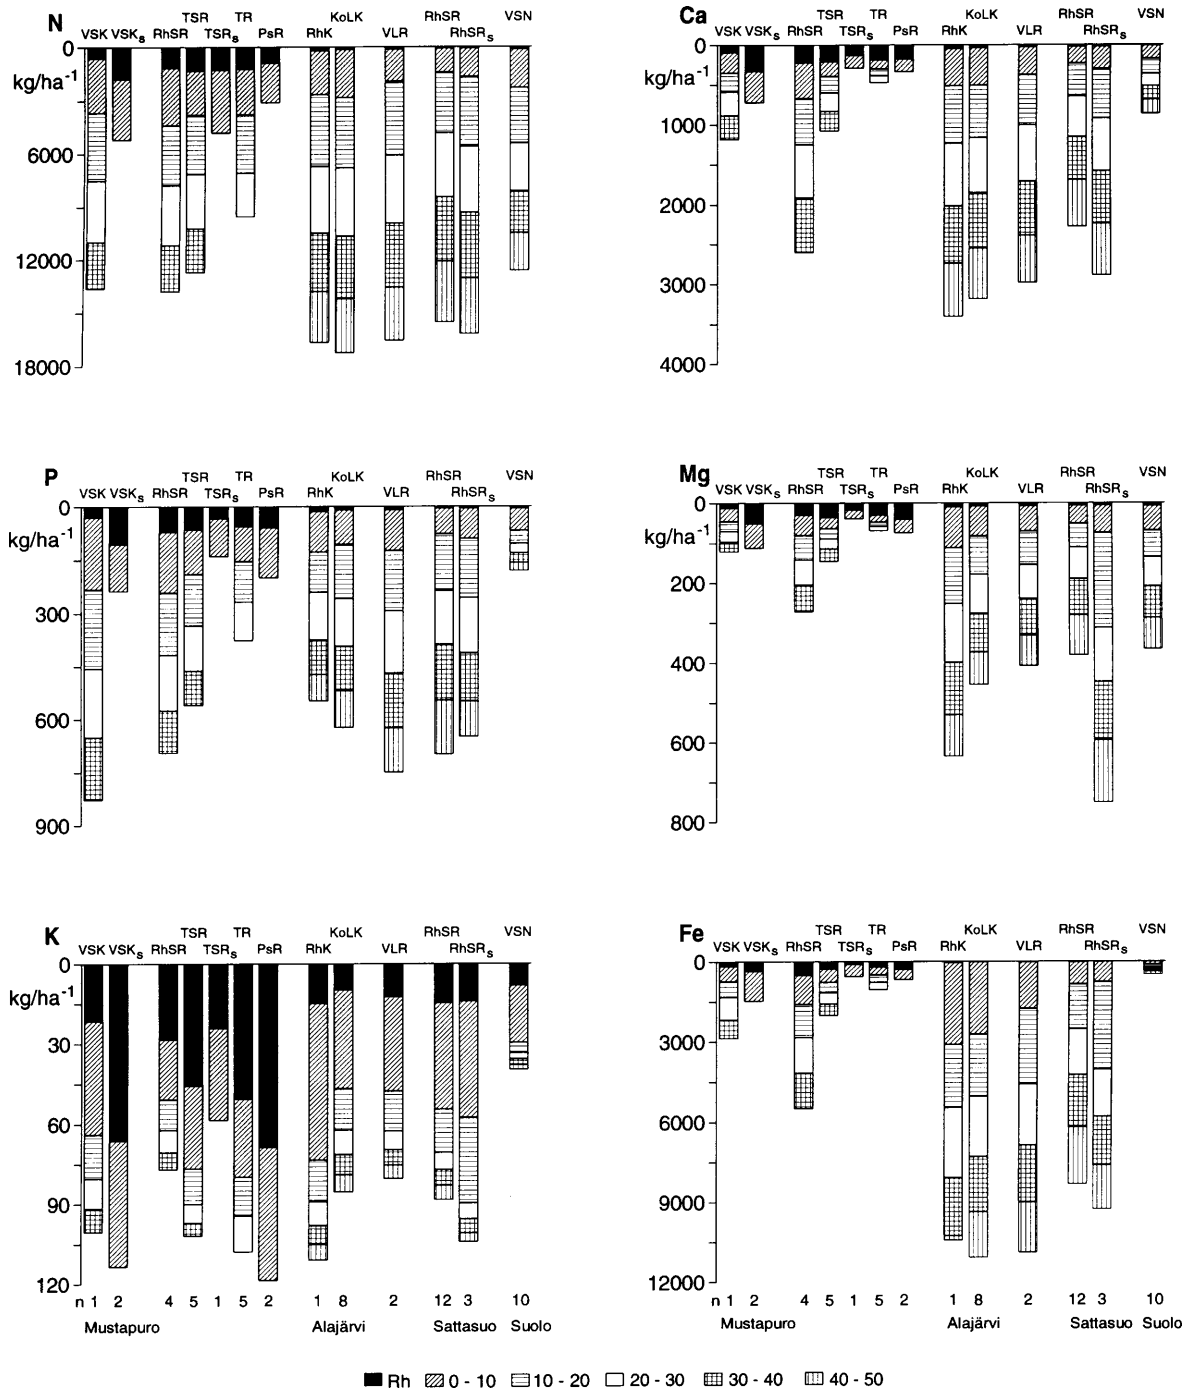 N
TSR TR KoLK VSN
VSK VSKs RhSR TSRs PsR RhK VLR RhSR RhSRs
0
kg/ha-1
6000
12000
18000
Ca
TSR TR KoLK RhSR VSN
VSK VSKs RhSR TSRs PsR RhK VLR RhSRs
0
kg/ha-1
1000
2000
3000
4000
P
TSR TR KoLK RhSR VSN
VSK VSKs RhSR TSRs PsR RhK VLR RhSRs
0
kg/ha-1
300
600
900
Mg
TSR TR KoLK RhSR VSN
VSK VSKs RhSR TSRs PsR RhK VLR RhSRs
0
kg/ha-1
200
400
600
800
K
TSR TR KoLK RhSR VSN
VSK VSKs RhSR TSRs PsR RhK VLR RhSRs
0
kg/ha-1
30
60
90
120
n 1 2 4 5 1 5 2 1 8 2 12 3 10
Mustapuro Alajärvi Sattasuo Suolo
Fe
TSR TR KoLK RhSR VSN
VSK VSKs RhSR TSRs PsR RhK VLR RhSRs
0
kg/ha-1
3000
6000
9000
12000
n 1 2 4 5 1 5 2 1 8 2 12 3 10
Mustapuro Alajärvi Sattasuo Suolo
Rh 0 - 10 10 - 20 20 - 30 30 - 40 40 - 50